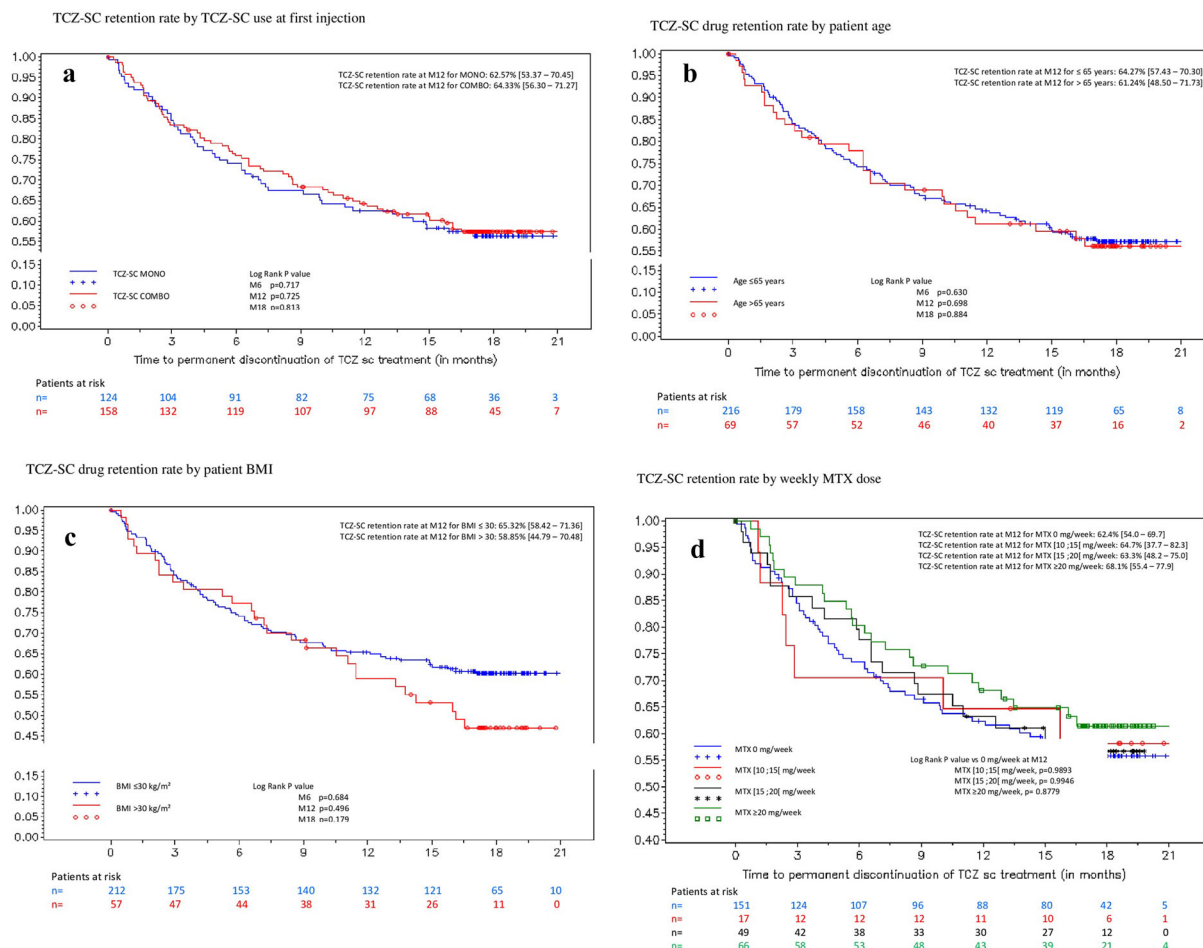 TCZ-SC retention rate by TCZ-SC use at first injection
a
TCZ-SC retention rate at M12 for MONO: 62.57% [53.37 – 70.45]
TCZ-SC retention rate at M12 for COMBO: 64.33% [56.30 – 71.27]
1.00
0.95
0.90
0.85
0.80
0.75
0.70
0.65
0.60
0.55
0.15
0.10
0.05
0.00
TCZ-SC MONO
TCZ-SC COMBO
Log Rank P value
M6 p=0.717
M12 p=0.725
M18 p=0.813
0 3 6 9 12 15 18 21
Time to permanent discontinuation of TCZ sc treatment (in months)
Patients at risk
n= 124 104 91 82 75 68 36 3
n= 158 132 119 107 97 88 45 7
TCZ-SC drug retention rate by patient age
b
TCZ-SC retention rate at M12 for ≤ 65 years: 64.27% [57.43 – 70.30]
TCZ-SC retention rate at M12 for > 65 years: 61.24% [48.50 – 71.73]
1.00
0.95
0.90
0.85
0.80
0.75
0.70
0.65
0.60
0.55
0.15
0.10
0.05
0.00
Age ≤65 years
Age >65 years
Log Rank P value
M6 p=0.630
M12 p=0.698
M18 p=0.884
0 3 6 9 12 15 18 21
Time to permanent discontinuation of TCZ sc treatment (in months)
Patients at risk
n= 216 179 158 143 132 119 65 8
n= 69 57 52 46 40 37 16 2
TCZ-SC drug retention rate by patient BMI
c
TCZ-SC retention rate at M12 for BMI ≤ 30: 65.32% [58.42 – 71.36]
TCZ-SC retention rate at M12 for BMI > 30: 58.85% [44.79 – 70.48]
1.00
0.95
0.90
0.85
0.80
0.75
0.70
0.65
0.60
0.55
0.50
0.45
0.15
0.10
0.05
0.00
BMI ≤30 kg/m²
BMI >30 kg/m²
Log Rank P value
M6 p=0.684
M12 p=0.496
M18 p=0.179
0 3 6 9 12 15 18 21
Time to permanent discontinuation of TCZ sc treatment (in months)
Patients at risk
n= 212 175 153 140 132 121 65 10
n= 57 47 44 38 31 26 11 0
TCZ-SC retention rate by weekly MTX dose
d
TCZ-SC retention rate at M12 for MTX 0 mg/week: 62.4% [54.0 – 69.7]
TCZ-SC retention rate at M12 for MTX [10 ;15[ mg/week: 64.7% [37.7 – 82.3]
TCZ-SC retention rate at M12 for MTX [15 ;20[ mg/week: 63.3% [48.2 – 75.0]
TCZ-SC retention rate at M12 for MTX ≥20 mg/week: 68.1% [55.4 – 77.9]
1.00
0.95
0.90
0.85
0.80
0.75
0.70
0.65
0.60
0.55
0.50
0.45
0.40
MTX 0 mg/week
MTX [10 ;15[ mg/week
MTX [15 ;20[ mg/week
MTX ≥20 mg/week
Log Rank P value vs 0 mg/week at M12
MTX [10 ;15[ mg/week, p=0.9893
MTX [15 ;20[ mg/week, p= 0.9946
MTX ≥20 mg/week, p= 0.8779
0 3 6 9 12 15 18 21
Time to permanent discontinuation of TCZ sc treatment (in months)
Patients at risk
n= 151 124 107 96 88 80 42 5
n= 17 12 12 12 11 10 6 1
n= 49 42 38 33 30 27 12 0
n= 66 58 53 48 43 39 21 4